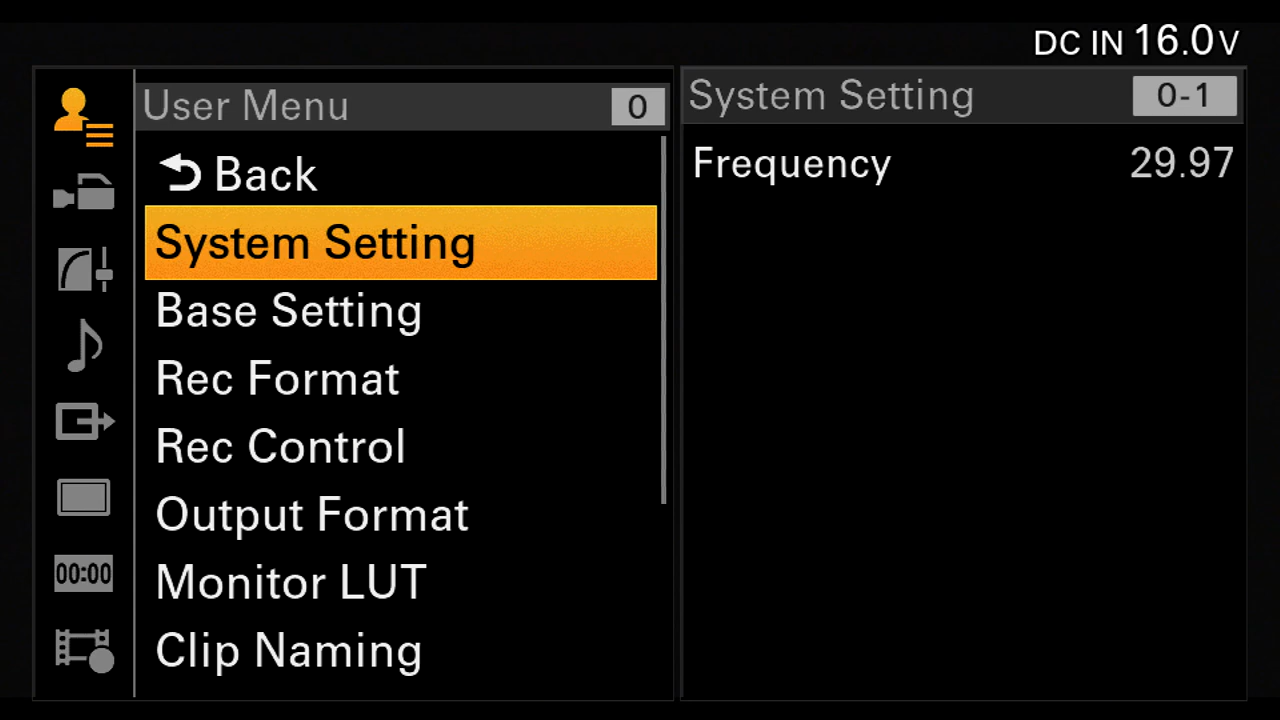 DC IN 16.0V
User Menu 0
Back
System Setting
Base Setting
Rec Format
Rec Control
Output Format
Monitor LUT
Clip Naming
00:00
System Setting 0-1
Frequency 29.97